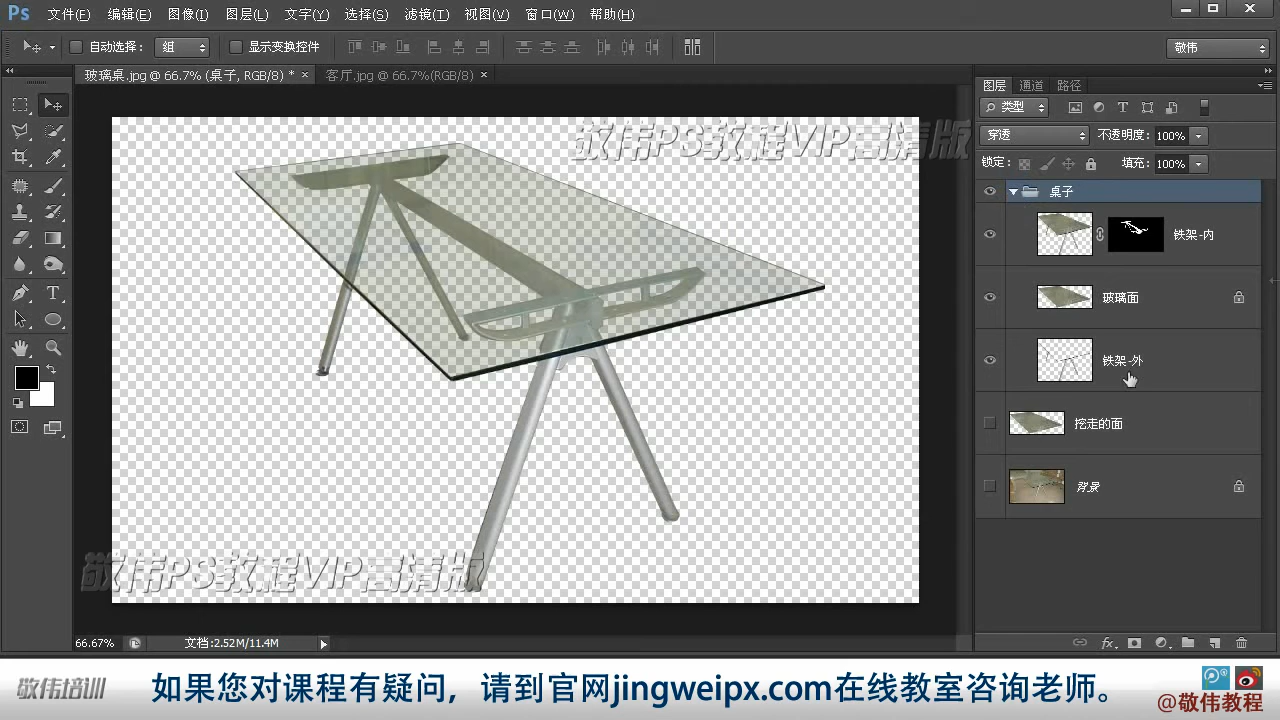 Ps 文件(F) 编辑(E) 图像(I) 图层(L) 文字(Y) 选择(S) 滤镜(T) 视图(V) 窗口(W) 帮助(H)
自动选择： 组 显示变换控件 敬伟
玻璃桌.jpg @ 66.7% (桌子, RGB/8) * × 客厅.jpg @ 66.7%(RGB/8) ×
图层 通道 路径
类型
穿透 不透明度： 100%
锁定： 填充： 100%
敬伟PS教程VIP高清版
桌子
铁架-内
玻璃面
铁架-外
挖走的面
背景
敬伟PS教程VIP高清版
66.67% 文档:2.52M/11.4M
fx
敬伟培训 如果您对课程有疑问，请到官网jingweipx.com在线教室咨询老师。
@敬伟教程